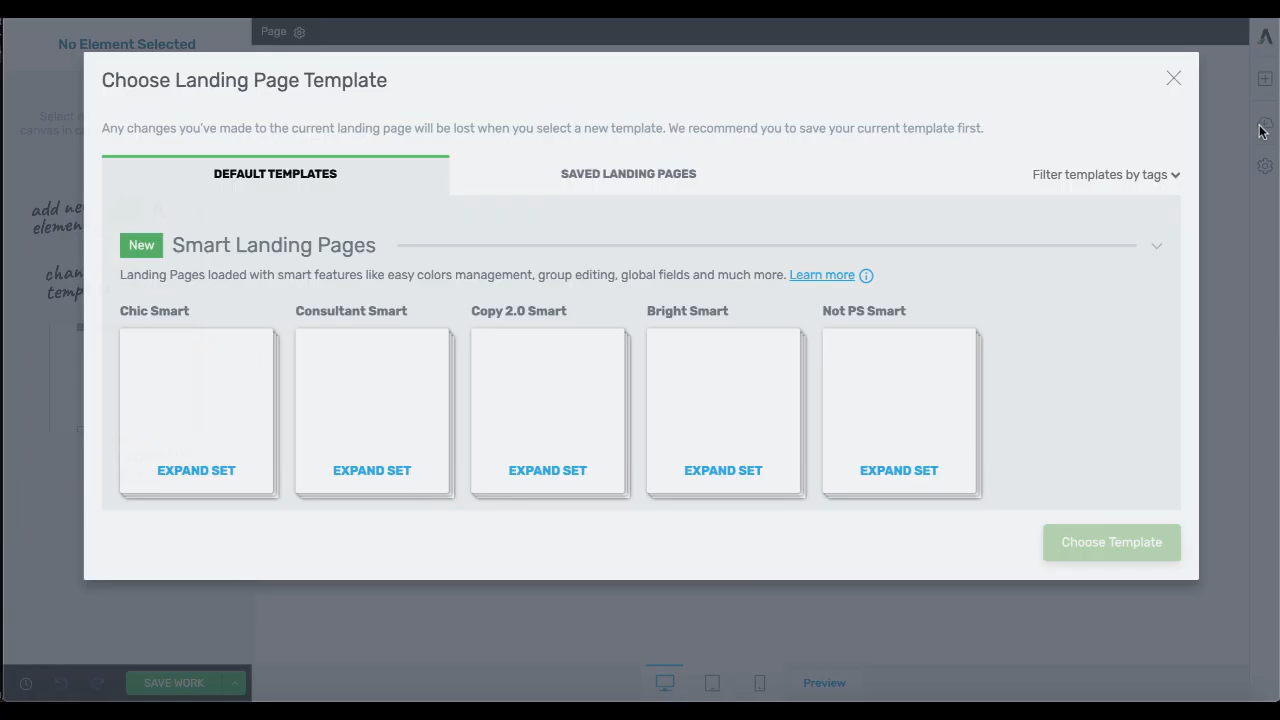 No Element Selected
Page
Choose Landing Page Template
Any changes you've made to the current landing page will be lost when you select a new template. We recommend you to save your current template first.
DEFAULT TEMPLATES
SAVED LANDING PAGES
Filter templates by tags
add new
element
New
Smart Landing Pages
Landing Pages loaded with smart features like easy colors management, group editing, global fields and much more. Learn more
Chic Smart
Consultant Smart
Copy 2.0 Smart
Bright Smart
Not PS Smart
EXPAND SET
EXPAND SET
EXPAND SET
EXPAND SET
EXPAND SET
Choose Template
SAVE WORK
Preview